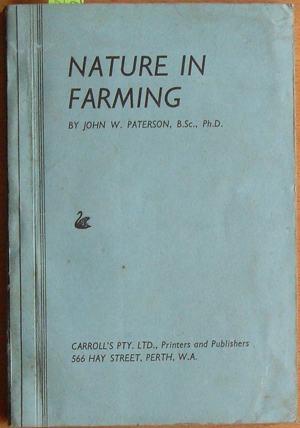 NATURE IN
FARMING
BY JOHN W. PATERSON, B.Sc., Ph.D.
CARROLL'S PTY. LTD., Printers and Publishers
566 HAY STREET, PERTH, W.A.